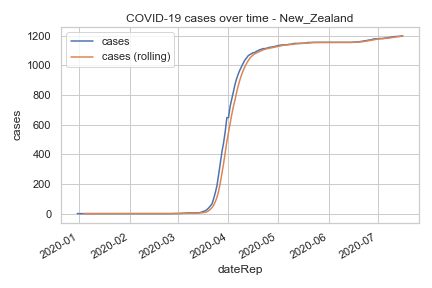 COVID-19 cases over time - New_Zealand
cases
cases (rolling)
1200
1000
800
600
400
200
0
cases
2020-01
2020-02
2020-03
2020-04
2020-05
2020-06
2020-07
dateRep